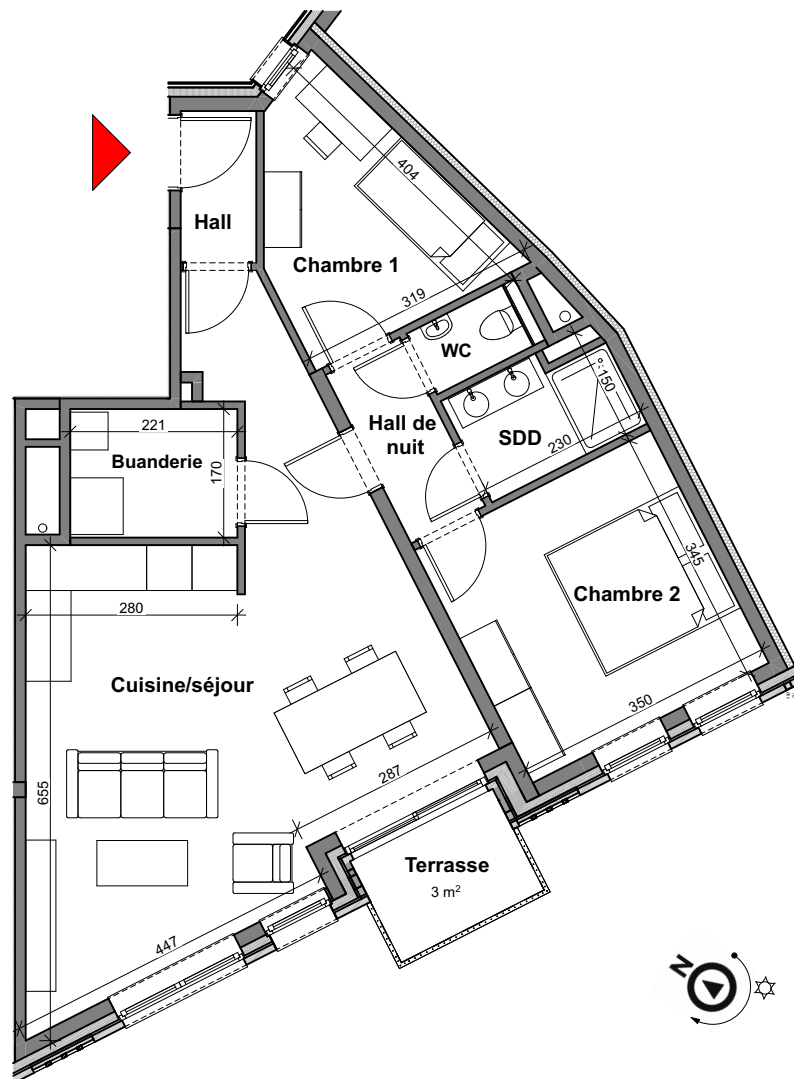 Hall
404
Chambre 1
319
WC
150
221
Hall de
nuit
SDD
230
Buanderie
170
345
280
Chambre 2
Cuisine/séjour
350
287
655
Terrasse
3 m²
447
N